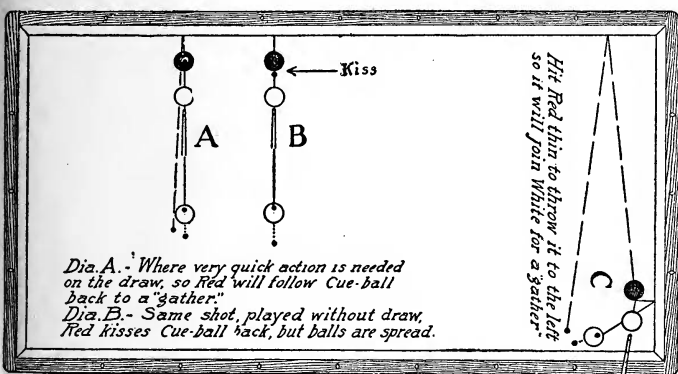 Kiss
A
B
Dia.A.- Where very quick action is needed
on the draw, so Red will follow Cue-ball
back to a "gather."
Dia.B.- Same shot, played without draw,
Red kisses Cue-ball back, but balls are spread.
Hit Red thin to throw it to the left
so it will join White for a "gather"
C